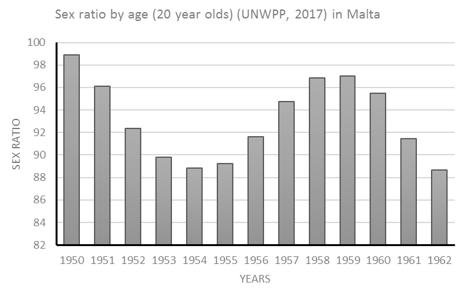 Sex ratio by age (20 year olds) (UNWPP, 2017) in Malta
100
98
96
94
92
90
88
86
84
82
SEX RATIO
1950 1951 1952 1953 1954 1955 1956 1957 1958 1959 1960 1961 1962
YEARS